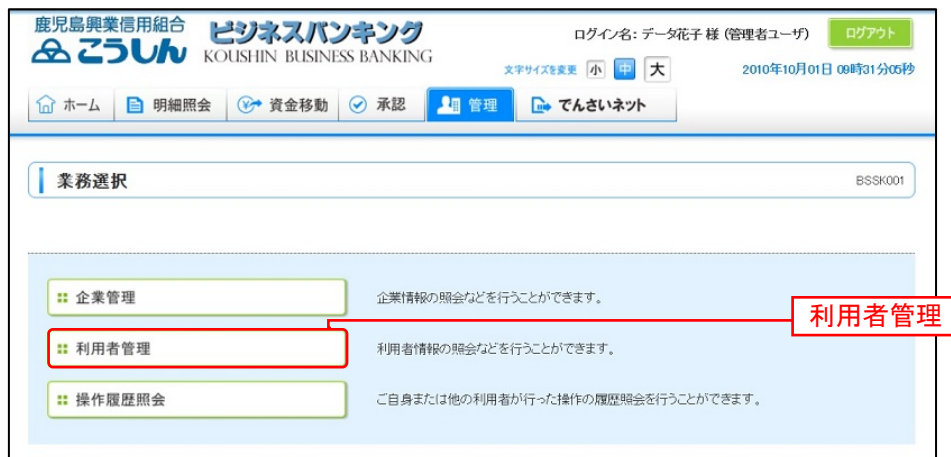 鹿児島興業信用組合
こうしん
ビジネスバンキング
KOUSHIN BUSINESS BANKING
ログイン名：データ花子 様 (管理者ユーザ)
ログアウト
文字サイズを変更 小 中 大
2010年10月01日 09時31分05秒
ホーム 明細照会 資金移動 承認 管理 でんさいネット
業務選択 BSSK001
企業管理 企業情報の照会などを行うことができます。
利用者管理
利用者管理 利用者情報の照会などを行うことができます。
操作履歴照会 ご自身または他の利用者が行った操作の履歴照会を行うことができます。